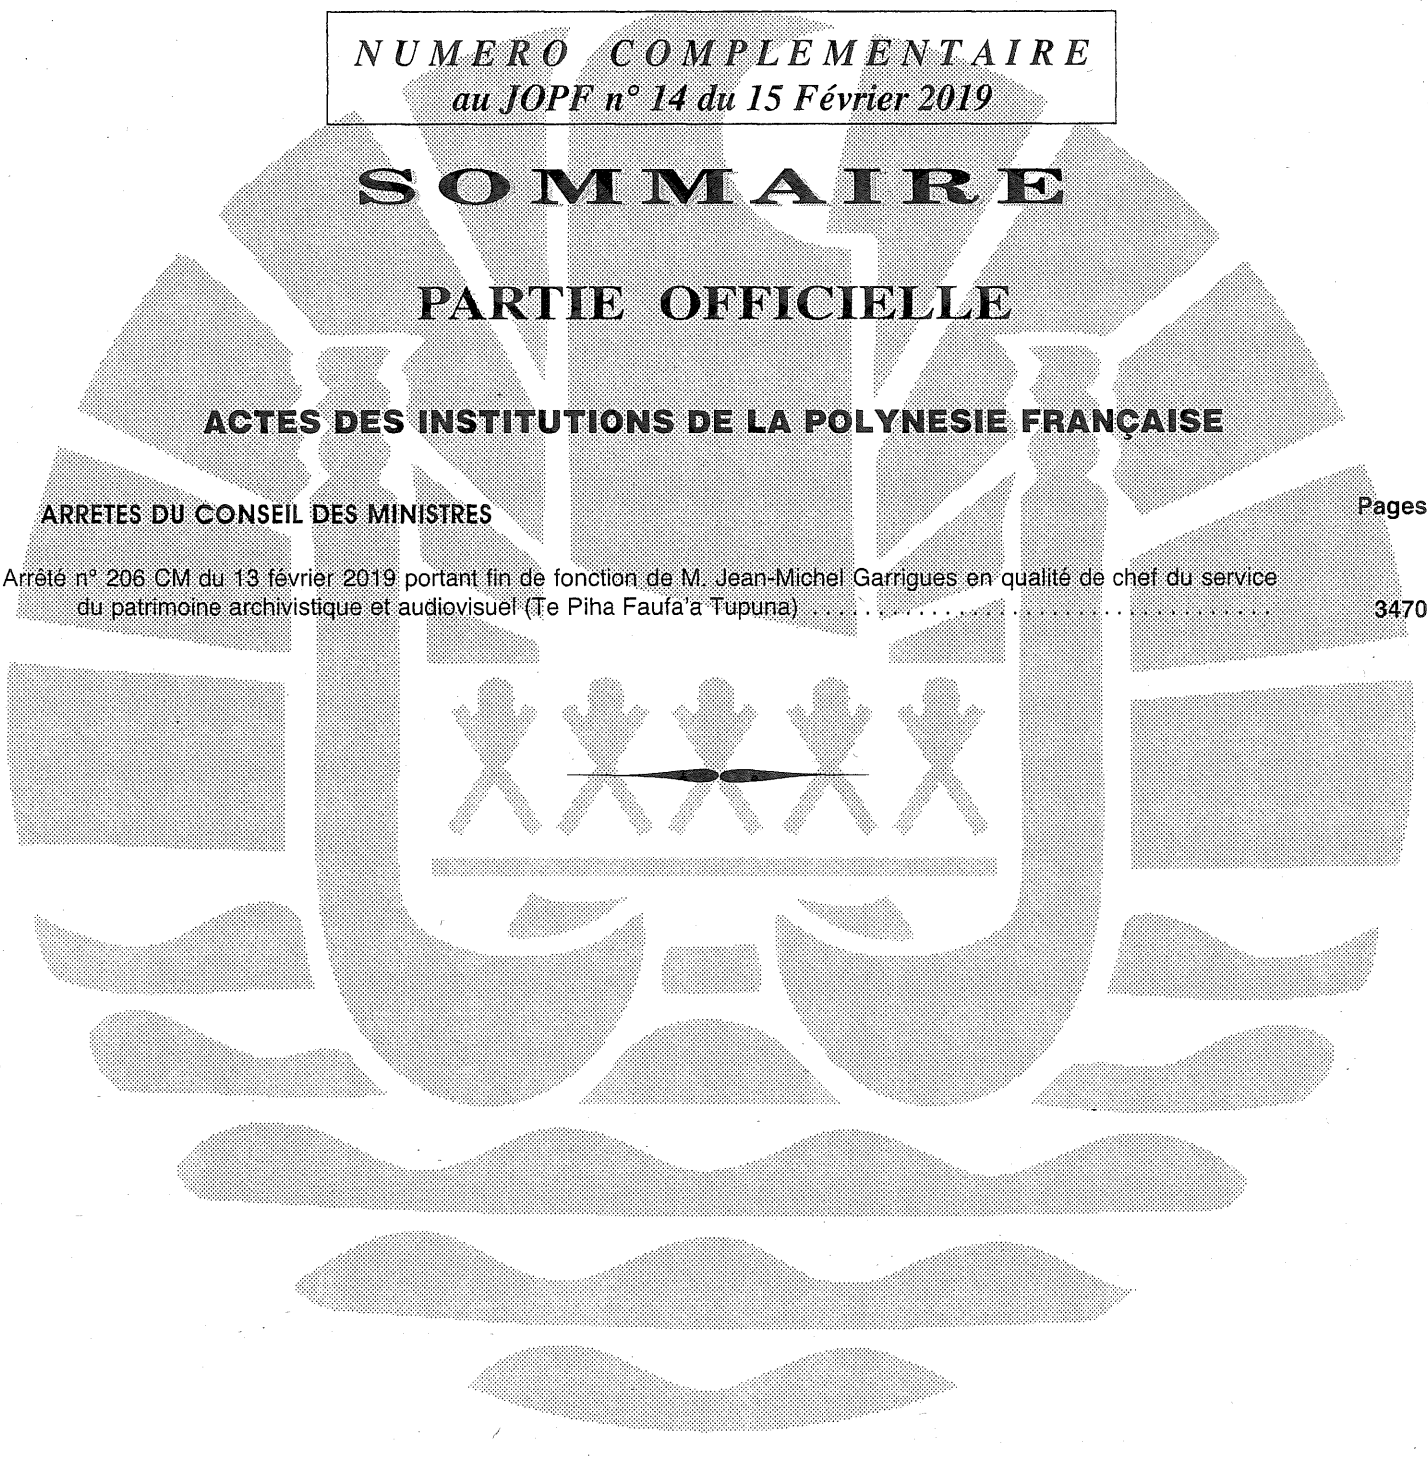 NUMERO COMPLEMENTAIRE
au JOPF n° 14 du 15 Février 2019
SOMMAIRE
PARTIE OFFICIELLE
ACTES DES INSTITUTIONS DE LA POLYNESIE FRANÇAISE
ARRETES DU CONSEIL DES MINISTRES
Pages
Arrêté n° 206 CM du 13 février 2019 portant fin de fonction de M. Jean-Michel Garrigues en qualité de chef du service
du patrimoine archivistique et audiovisuel (Te Piha Faufa'a Tupuna) . . . . . . . . . . . . . . . . . . . . . . . . . . . . . . . . . . . 3470